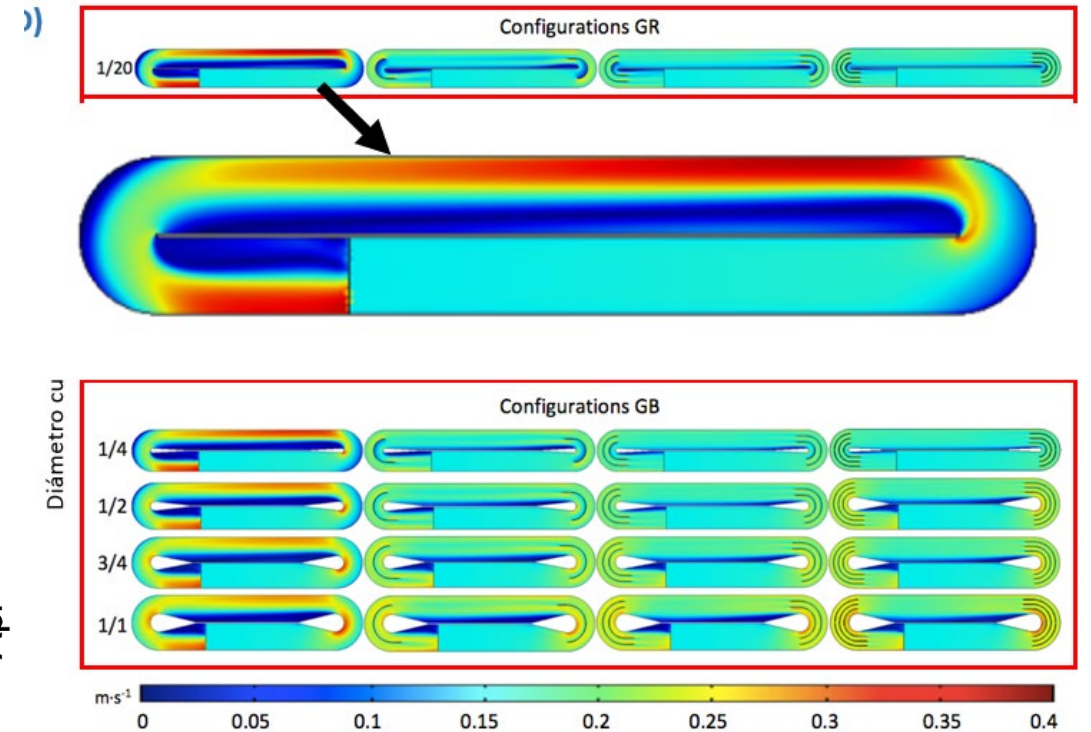 b)
Configurations GR
1/20
Diámetro cu
Configurations GB
1/4
1/2
3/4
1/1
m·s-1
0 0.05 0.1 0.15 0.2 0.25 0.3 0.35 0.4